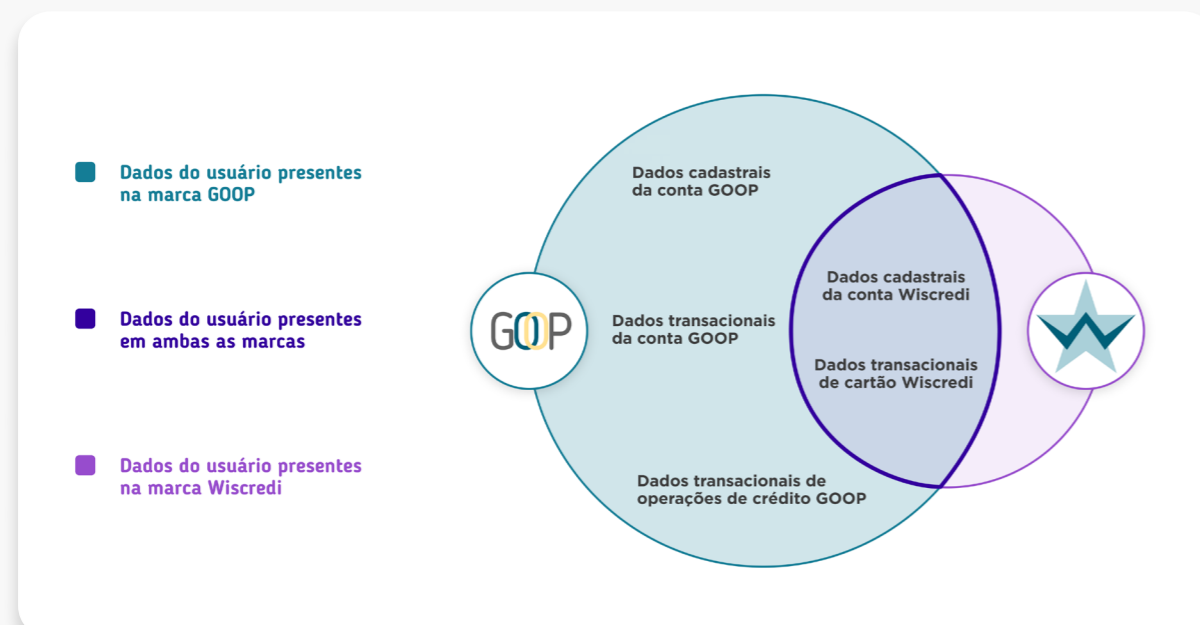 Dados do usuário presentes
na marca GOOP
Dados do usuário presentes
em ambas as marcas
Dados do usuário presentes
na marca Wiscredi
GOOP
Dados cadastrais
da conta GOOP
Dados transacionais
da conta GOOP
Dados transacionais de
operações de crédito GOOP
Dados cadastrais
da conta Wiscredi
Dados transacionais
de cartão Wiscredi